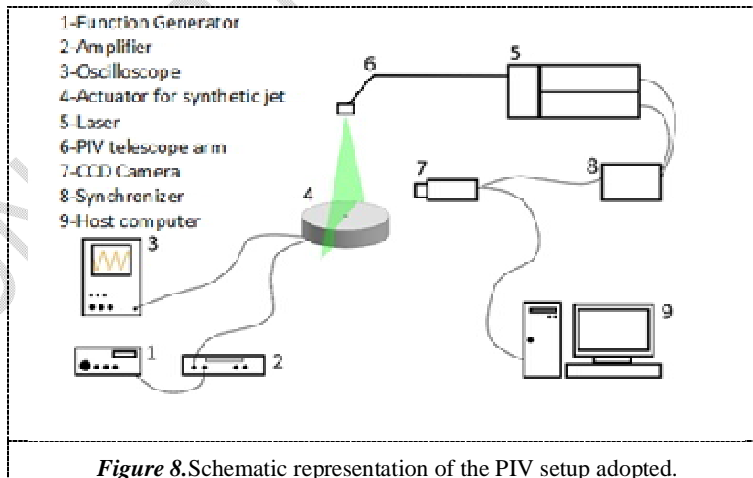 1-Function Generator
2-Amplifier
3-Oscilloscope
4-Actuator for synthetic jet
5-Laser
6-PIV telescope arm
7-CCD Camera
8-Synchronizer
9-Host computer
5
6
7
8
4
3
9
1
2
Figure 8.Schematic representation of the PIV setup adopted.